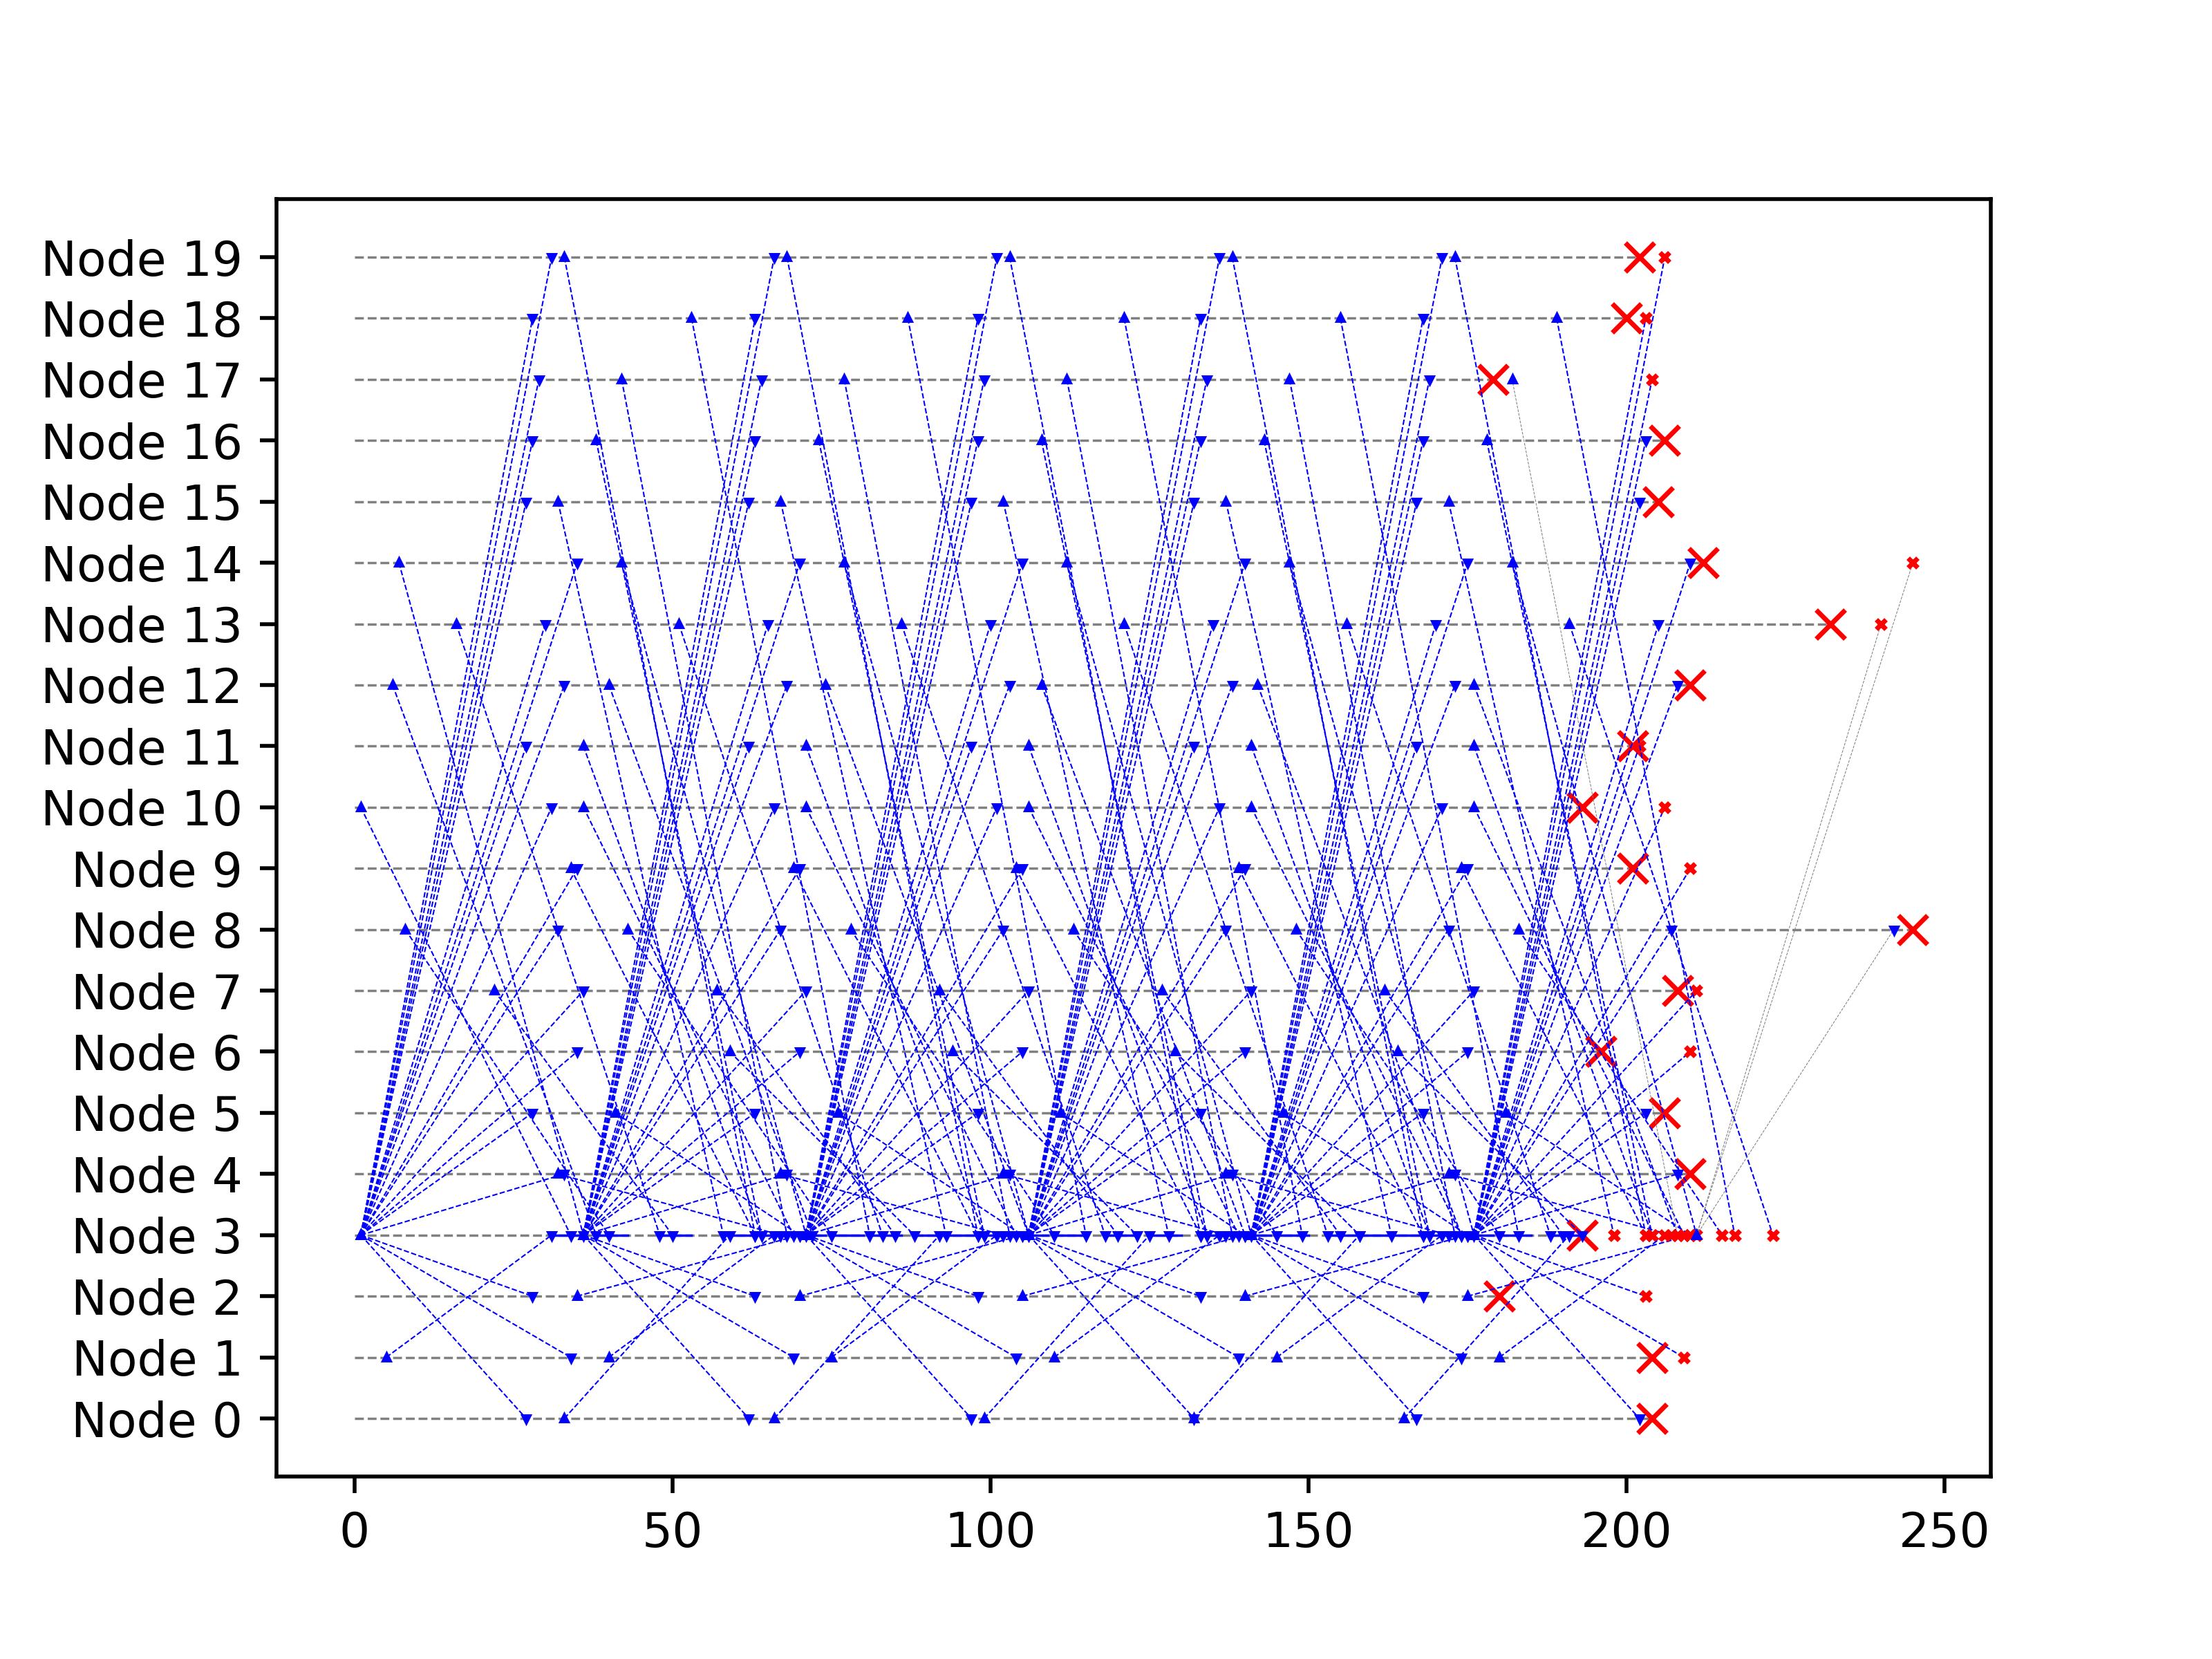 Node 19
Node 18
Node 17
Node 16
Node 15
Node 14
Node 13
Node 12
Node 11
Node 10
Node 9
Node 8
Node 7
Node 6
Node 5
Node 4
Node 3
Node 2
Node 1
Node 0
0 50 100 150 200 250